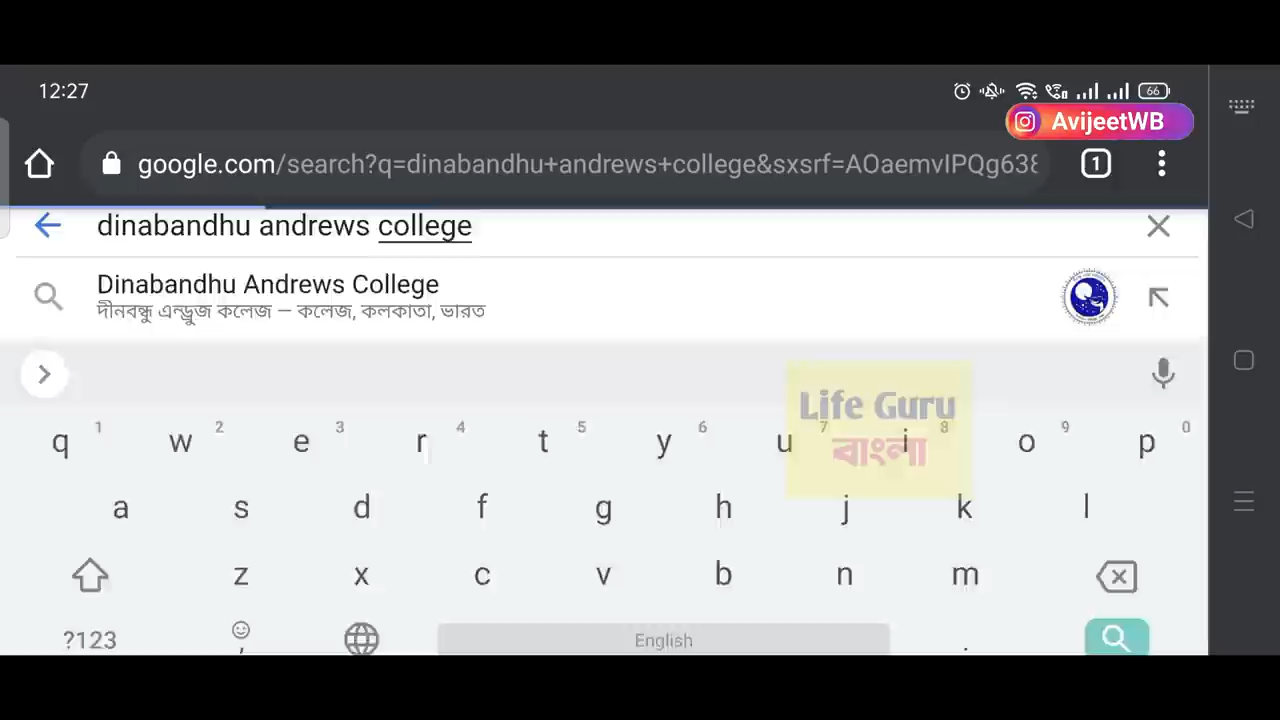 12:27
66
AvijeetWB
google.com/search?q=dinabandhu+andrews+college&sxsrf=AOaemvIPQg638
1
dinabandhu andrews college
Dinabandhu Andrews College
দীনবন্ধু এন্ড্রুজ কলেজ — কলেজ, কলকাতা, ভারত
Life Guru
বাংলা
q 1 w 2 e 3 r 4 t 5 y 6 u 7 i 8 o 9 p 0
a s d f g h j k l
z x c v b n m
?123 , English .